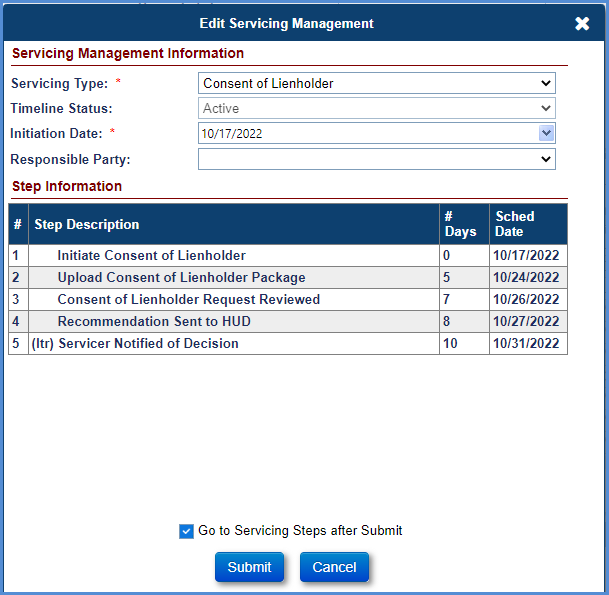 Edit Servicing Management
Servicing Management Information
Servicing Type: * Consent of Lienholder
Timeline Status: Active
Initiation Date: * 10/17/2022
Responsible Party:
Step Information
# Step Description # Days Sched Date
1 Initiate Consent of Lienholder 0 10/17/2022
2 Upload Consent of Lienholder Package 5 10/24/2022
3 Consent of Lienholder Request Reviewed 7 10/26/2022
4 Recommendation Sent to HUD 8 10/27/2022
5 (ltr) Servicer Notified of Decision 10 10/31/2022
Go to Servicing Steps after Submit
Submit Cancel